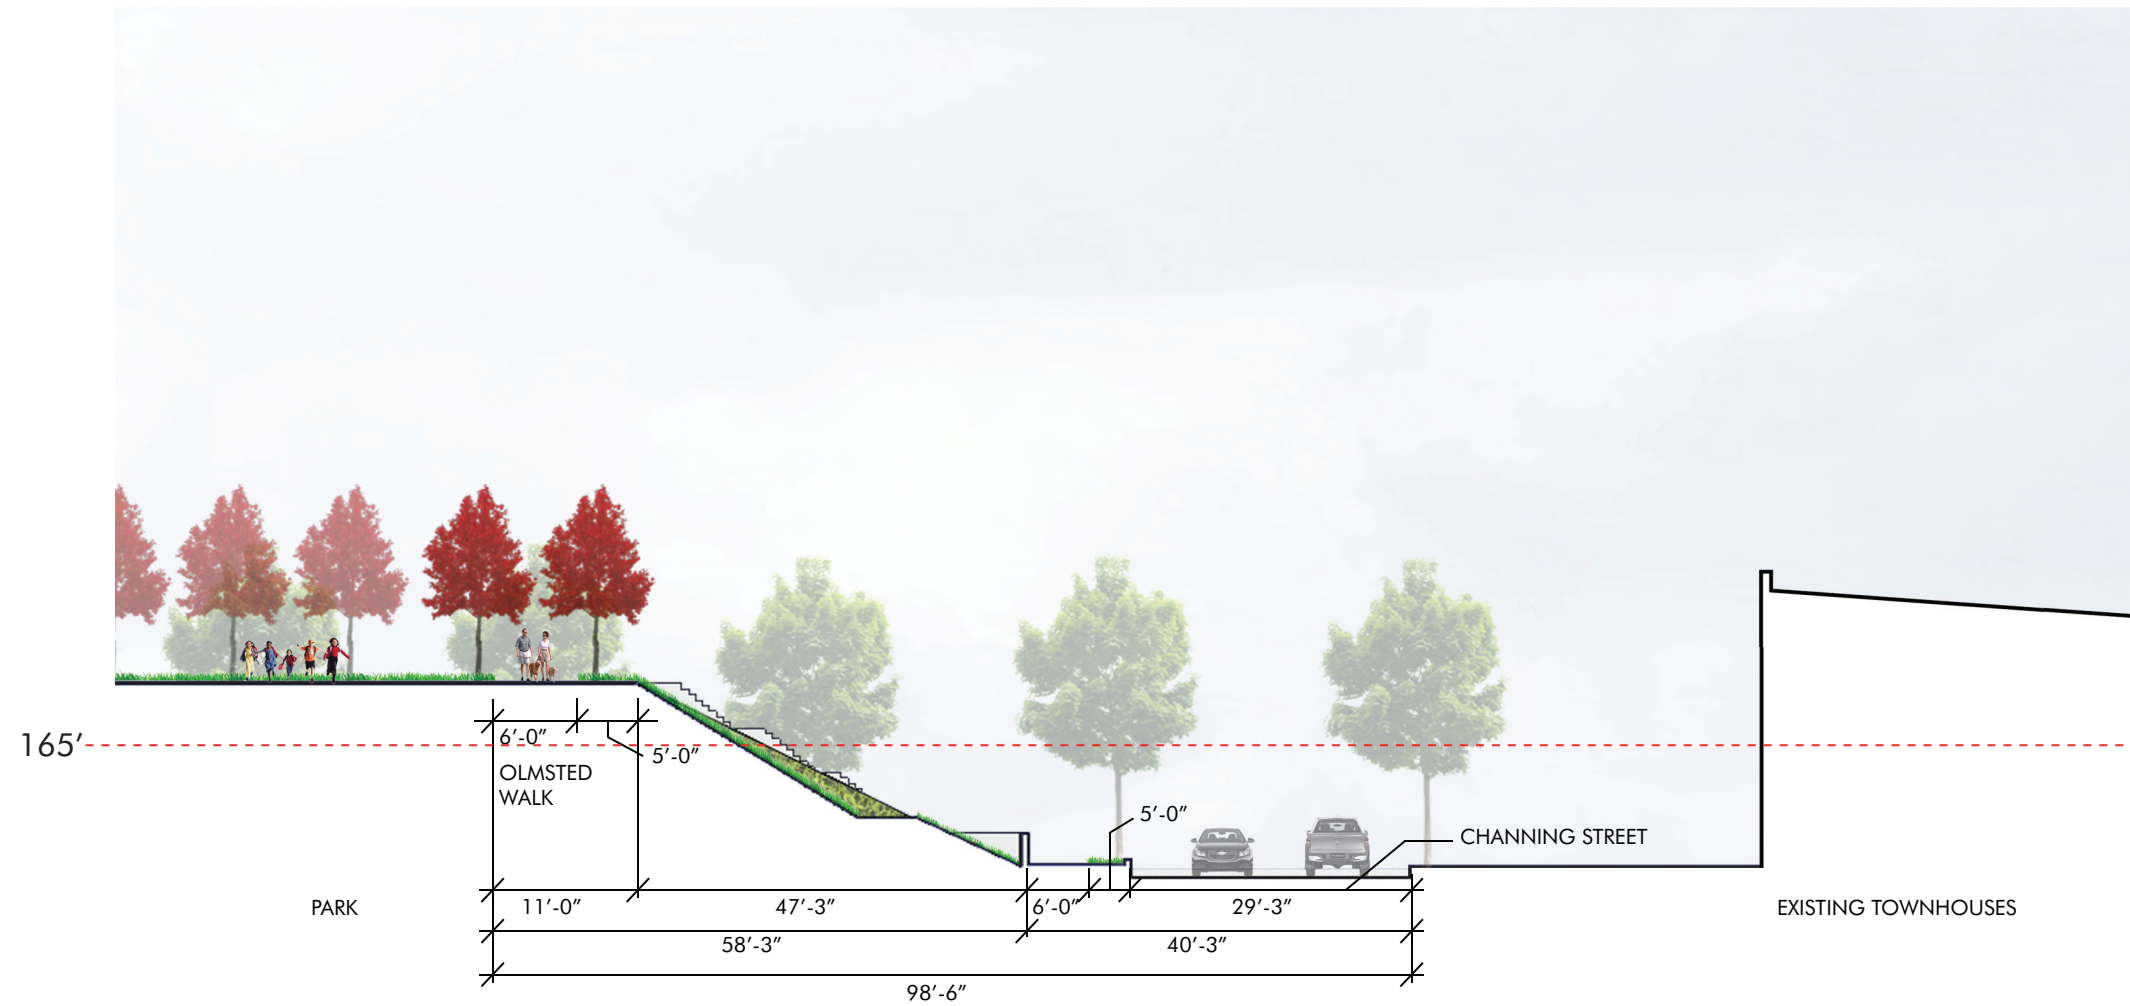 165’
6’-0”
5’-0”
OLMSTED
WALK
5’-0”
CHANNING STREET
PARK
11’-0”
47’-3”
6’-0”
29’-3”
EXISTING TOWNHOUSES
58’-3”
40’-3”
98’-6”